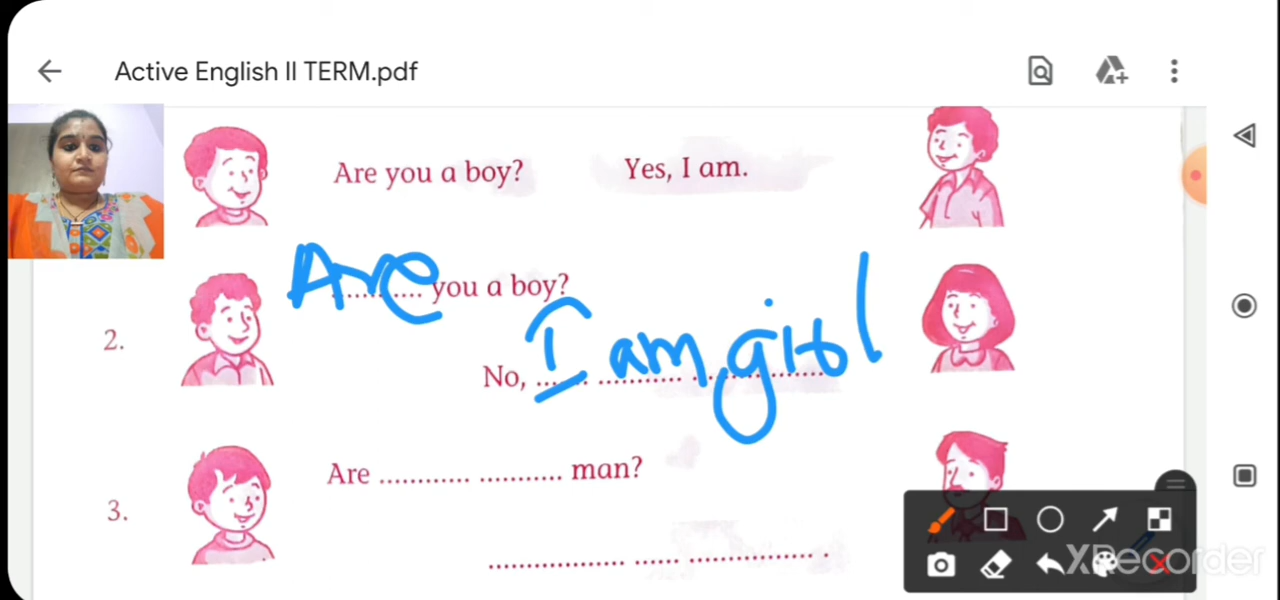 Active English II TERM.pdf
Are you a boy? Yes, I am.
2. Are .......... you a boy?
No, ...... I am girl
3. Are ............ ........... man?
.................. ...... ................ .
XRecorder